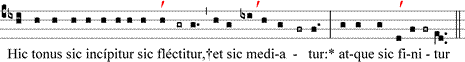 Hic tonus sic incípitur sic fléctitur,†et sic medi - a - tur:* at-que sic fi - ni - tur